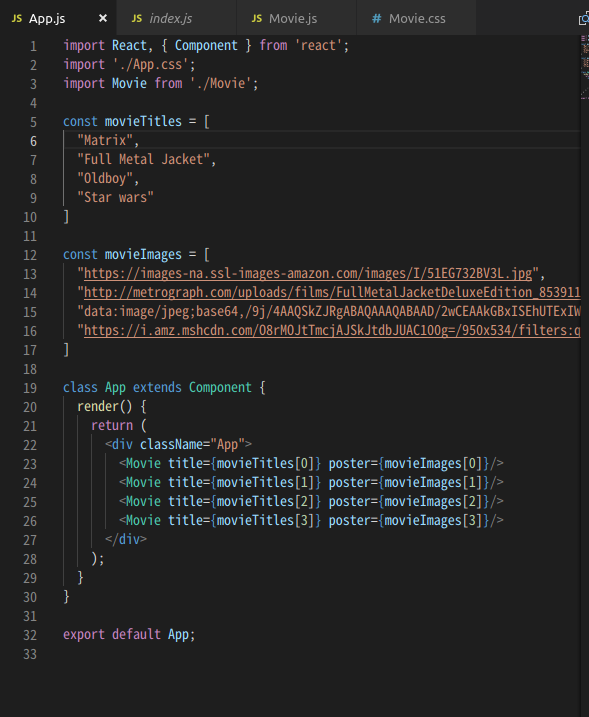 JS App.js × JS index.js JS Movie.js # Movie.css
1 import React, { Component } from 'react';
2 import './App.css';
3 import Movie from './Movie';
4
5 const movieTitles = [
6 "Matrix",
7 "Full Metal Jacket",
8 "Oldboy",
9 "Star wars"
10 ]
11
12 const movieImages = [
13 "https://images-na.ssl-images-amazon.com/images/I/51EG732BV3L.jpg",
14 "http://metrograph.com/uploads/films/FullMetalJacketDeluxeEdition_853911
15 "data:image/jpeg;base64,/9j/4AAQSkZJRgABAQAAAQABAAD/2wCEAAkGBxISEhUTExIW
16 "https://i.amz.mshcdn.com/O8rMOJtTmcjAJSkJtdbJUAC1OOg=/950x534/filters:q
17 ]
18
19 class App extends Component {
20 render() {
21 return (
22 <div className="App">
23 <Movie title={movieTitles[0]} poster={movieImages[0]}/>
24 <Movie title={movieTitles[1]} poster={movieImages[1]}/>
25 <Movie title={movieTitles[2]} poster={movieImages[2]}/>
26 <Movie title={movieTitles[3]} poster={movieImages[3]}/>
27 </div>
28 );
29 }
30 }
31
32 export default App;
33